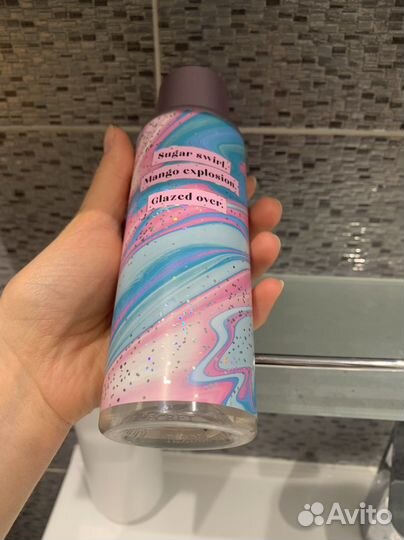 Sugar swirl.
Mango explosion.
Glazed over.
Avito